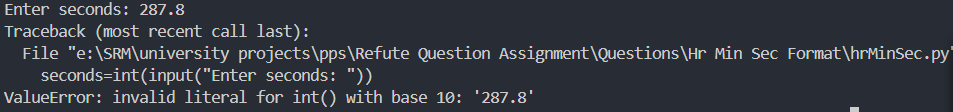 Enter seconds: 287.8
Traceback (most recent call last):
  File "e:\SRM\university projects\pps\Refute Question Assignment\Questions\Hr Min Sec Format\hrMinSec.py"
    seconds=int(input("Enter seconds: "))
ValueError: invalid literal for int() with base 10: '287.8'